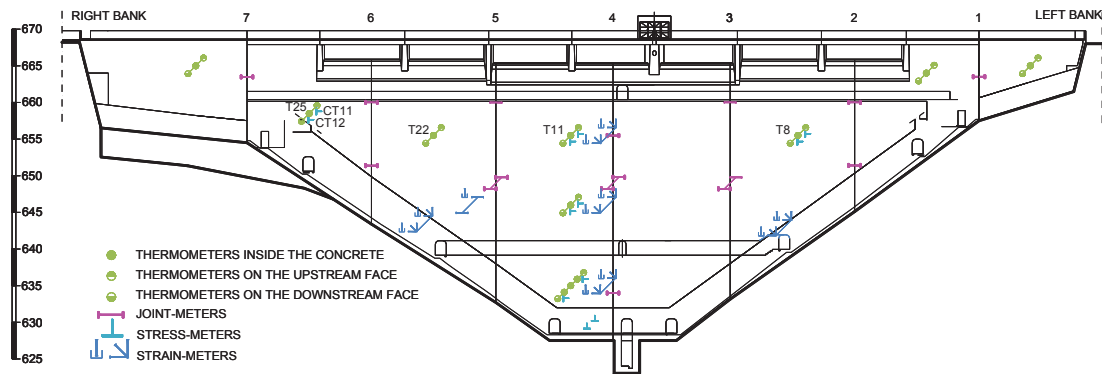 RIGHT BANK 7 6 5 4 3 2 1 LEFT BANK
670
665
660
655
650
645
640
635
630
625
T25 CT11
CT12
T22 T11 T8
THERMOMETERS INSIDE THE CONCRETE
THERMOMETERS ON THE UPSTREAM FACE
THERMOMETERS ON THE DOWNSTREAM FACE
JOINT-METERS
STRESS-METERS
STRAIN-METERS